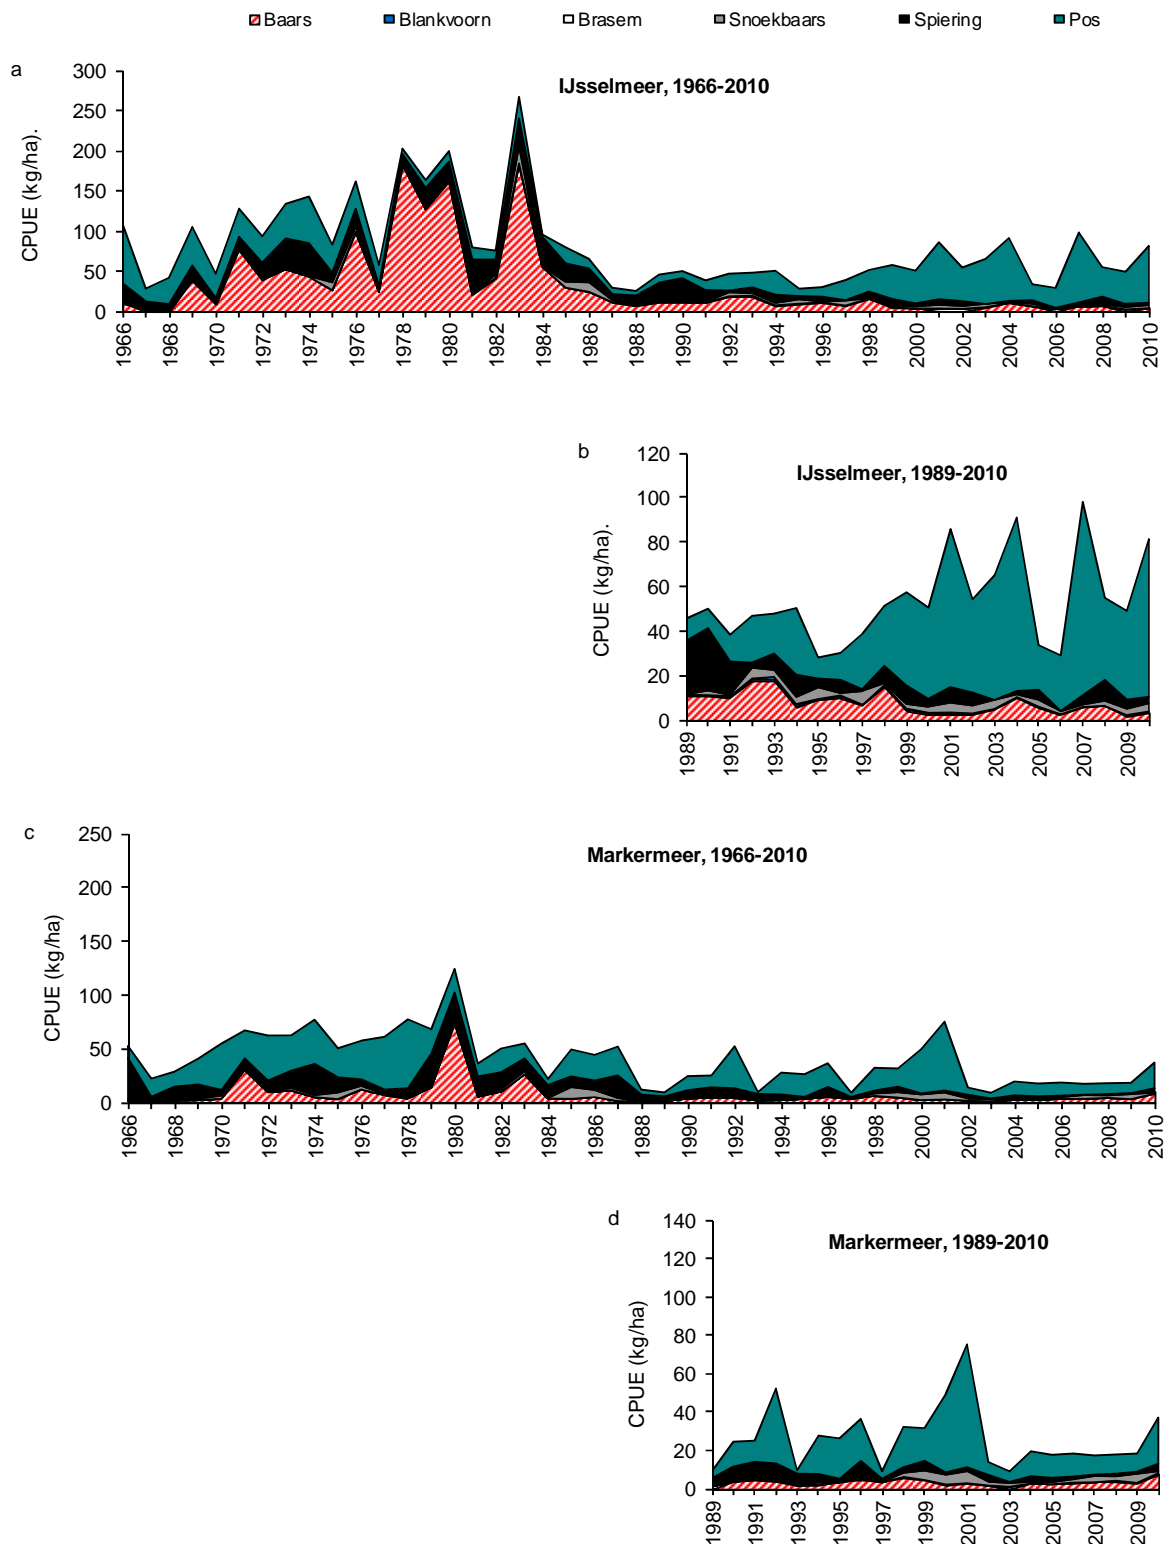 Baars Blankvoorn Brasem Snoekbaars Spiering Pos
a
IJsselmeer, 1966-2010
CPUE (kg/ha).
300
250
200
150
100
50
0
1966 1968 1970 1972 1974 1976 1978 1980 1982 1984 1986 1988 1990 1992 1994 1996 1998 2000 2002 2004 2006 2008 2010
b
IJsselmeer, 1989-2010
CPUE (kg/ha).
120
100
80
60
40
20
0
1989 1991 1993 1995 1997 1999 2001 2003 2005 2007 2009
c
Markermeer, 1966-2010
CPUE (kg/ha)
250
200
150
100
50
0
1966 1968 1970 1972 1974 1976 1978 1980 1982 1984 1986 1988 1990 1992 1994 1996 1998 2000 2002 2004 2006 2008 2010
d
Markermeer, 1989-2010
CPUE (kg/ha)
140
120
100
80
60
40
20
0
1989 1991 1993 1995 1997 1999 2001 2003 2005 2007 2009